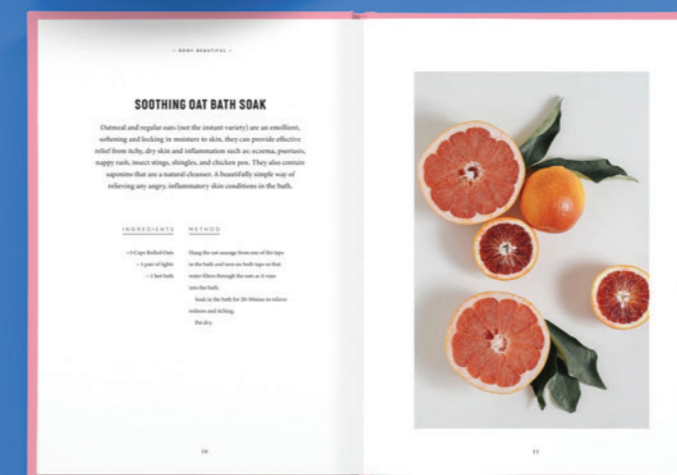 – BODY BEAUTIFUL –
SOOTHING OAT BATH SOAK
Oatmeal and regular oats (not the instant variety) are an emollient,
softening and locking in moisture to skin, they can provide effective
relief from itchy, dry skin and inflammation such as: eczema, psoriasis,
nappy rash, insect stings, shingles, and chicken pox. They also contain
saponins that are a natural cleanser. A beautifully simple way of
relieving any angry, inflammatory skin conditions in the bath.
INGREDIENTS
Cups Rolled Oats
– 1 pair of tights
– 1 hot bath
METHOD
Hang the oat sausage from one of the taps
in the bath and turn on both taps so that
water filters through the oats as it runs
into the bath.
Soak in the bath for 20-30mins to relieve
redness and itching.
Pat dry.
10
11